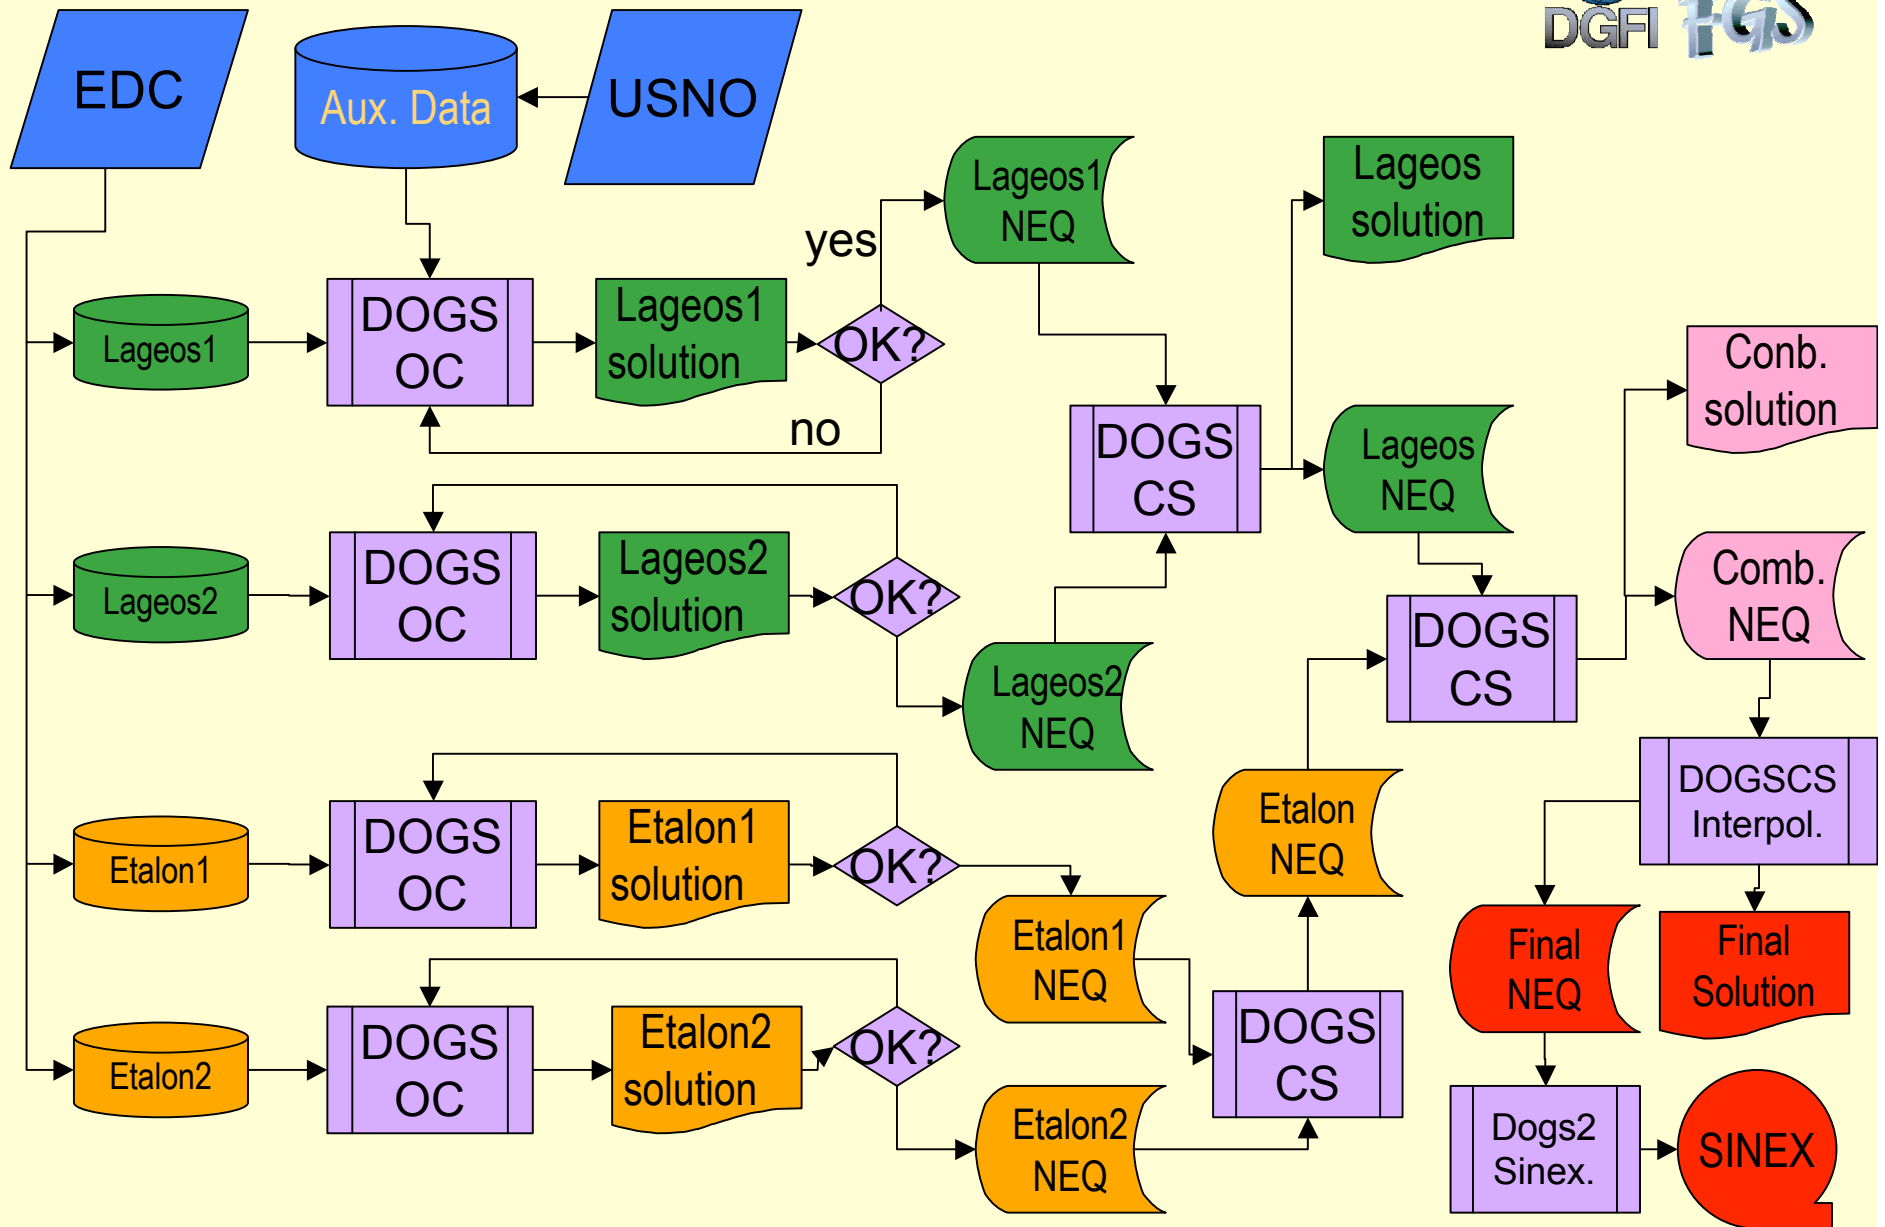 DGFI FGS
EDC
Aux. Data
USNO
Lageos1
NEQ
Lageos
solution
yes
Lageos1
DOGS
OC
Lageos1
solution
OK?
no
Conb.
solution
DOGS
CS
Lageos
NEQ
Lageos2
DOGS
OC
Lageos2
solution
OK?
Comb.
NEQ
DOGS
CS
Lageos2
NEQ
Etalon1
DOGS
OC
Etalon1
solution
OK?
Etalon
NEQ
DOGSCS
Interpol.
Etalon1
NEQ
Final
NEQ
Final
Solution
Etalon2
DOGS
OC
Etalon2
solution
OK?
DOGS
CS
Etalon2
NEQ
Dogs2
Sinex.
SINEX